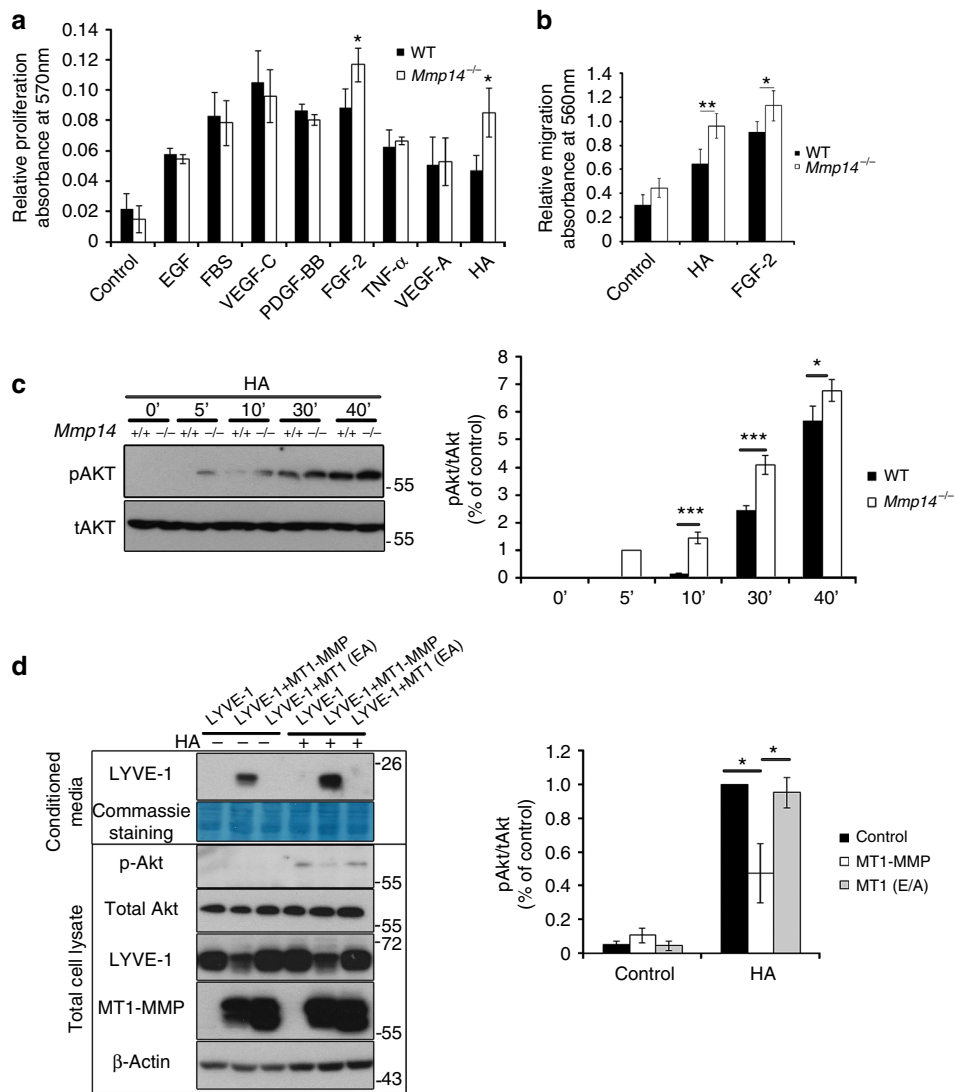 a
0.14
0.12
0.10
0.08
0.06
0.04
0.02
0
Relative proliferation
absorbance at 570nm
WT
Mmp14−/−
*
*
Control
EGF
FBS
VEGF-C
PDGF-BB
FGF-2
TNF-α
VEGF-A
HA
b
1.4
1.2
1.0
0.8
0.6
0.4
0.2
0
Relative migration
absorbance at 560nm
**
*
WT
Mmp14−/−
Control
HA
FGF-2
c
HA
0' 5' 10' 30' 40'
Mmp14 +/+ −/− +/+ −/− +/+ −/− +/+ −/− +/+ −/−
pAKT
-55
tAKT
-55
8
7
6
5
4
3
2
1
0
pAkt/tAkt
(% of control)
***
***
*
WT
Mmp14−/−
0' 5' 10' 30' 40'
d
LYVE-1
LYVE-1+MT1-MMP
LYVE-1+MT1 (EA)
LYVE-1
LYVE-1+MT1-MMP
LYVE-1+MT1 (EA)
HA − − − + + +
Conditioned
media
LYVE-1
-26
Commassie
staining
Total cell lysate
p-Akt
-55
Total Akt
-55
LYVE-1
-72
MT1-MMP
-55
β-Actin
-43
1.2
1.0
0.8
0.6
0.4
0.2
0
pAkt/tAkt
(% of control)
*
*
Control
MT1-MMP
MT1 (E/A)
Control
HA